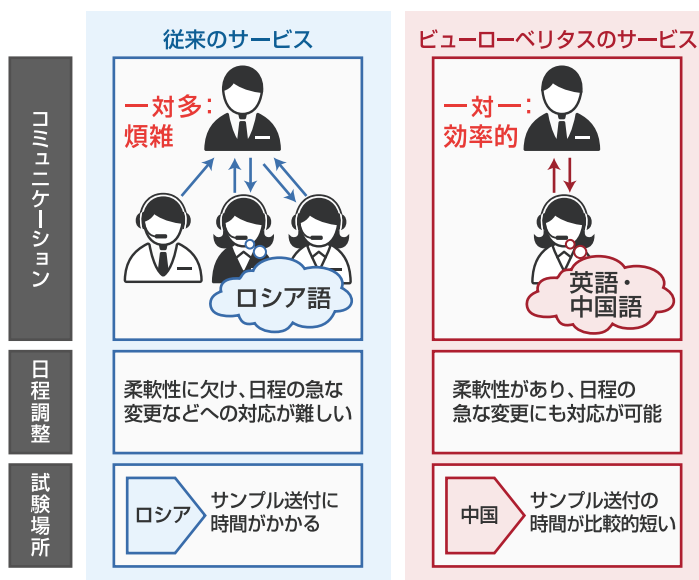 従来のサービス
ビューローベリタスのサービス
コミュニケーション
一対多:
煩雑
ロシア語
一対一:
効率的
英語・
中国語
日程調整
柔軟性に欠け、日程の急な
変更などへの対応が難しい
柔軟性があり、日程の
急な変更にも対応が可能
試験場所
ロシア
サンプル送付に
時間がかかる
中国
サンプル送付の
時間が比較的短い